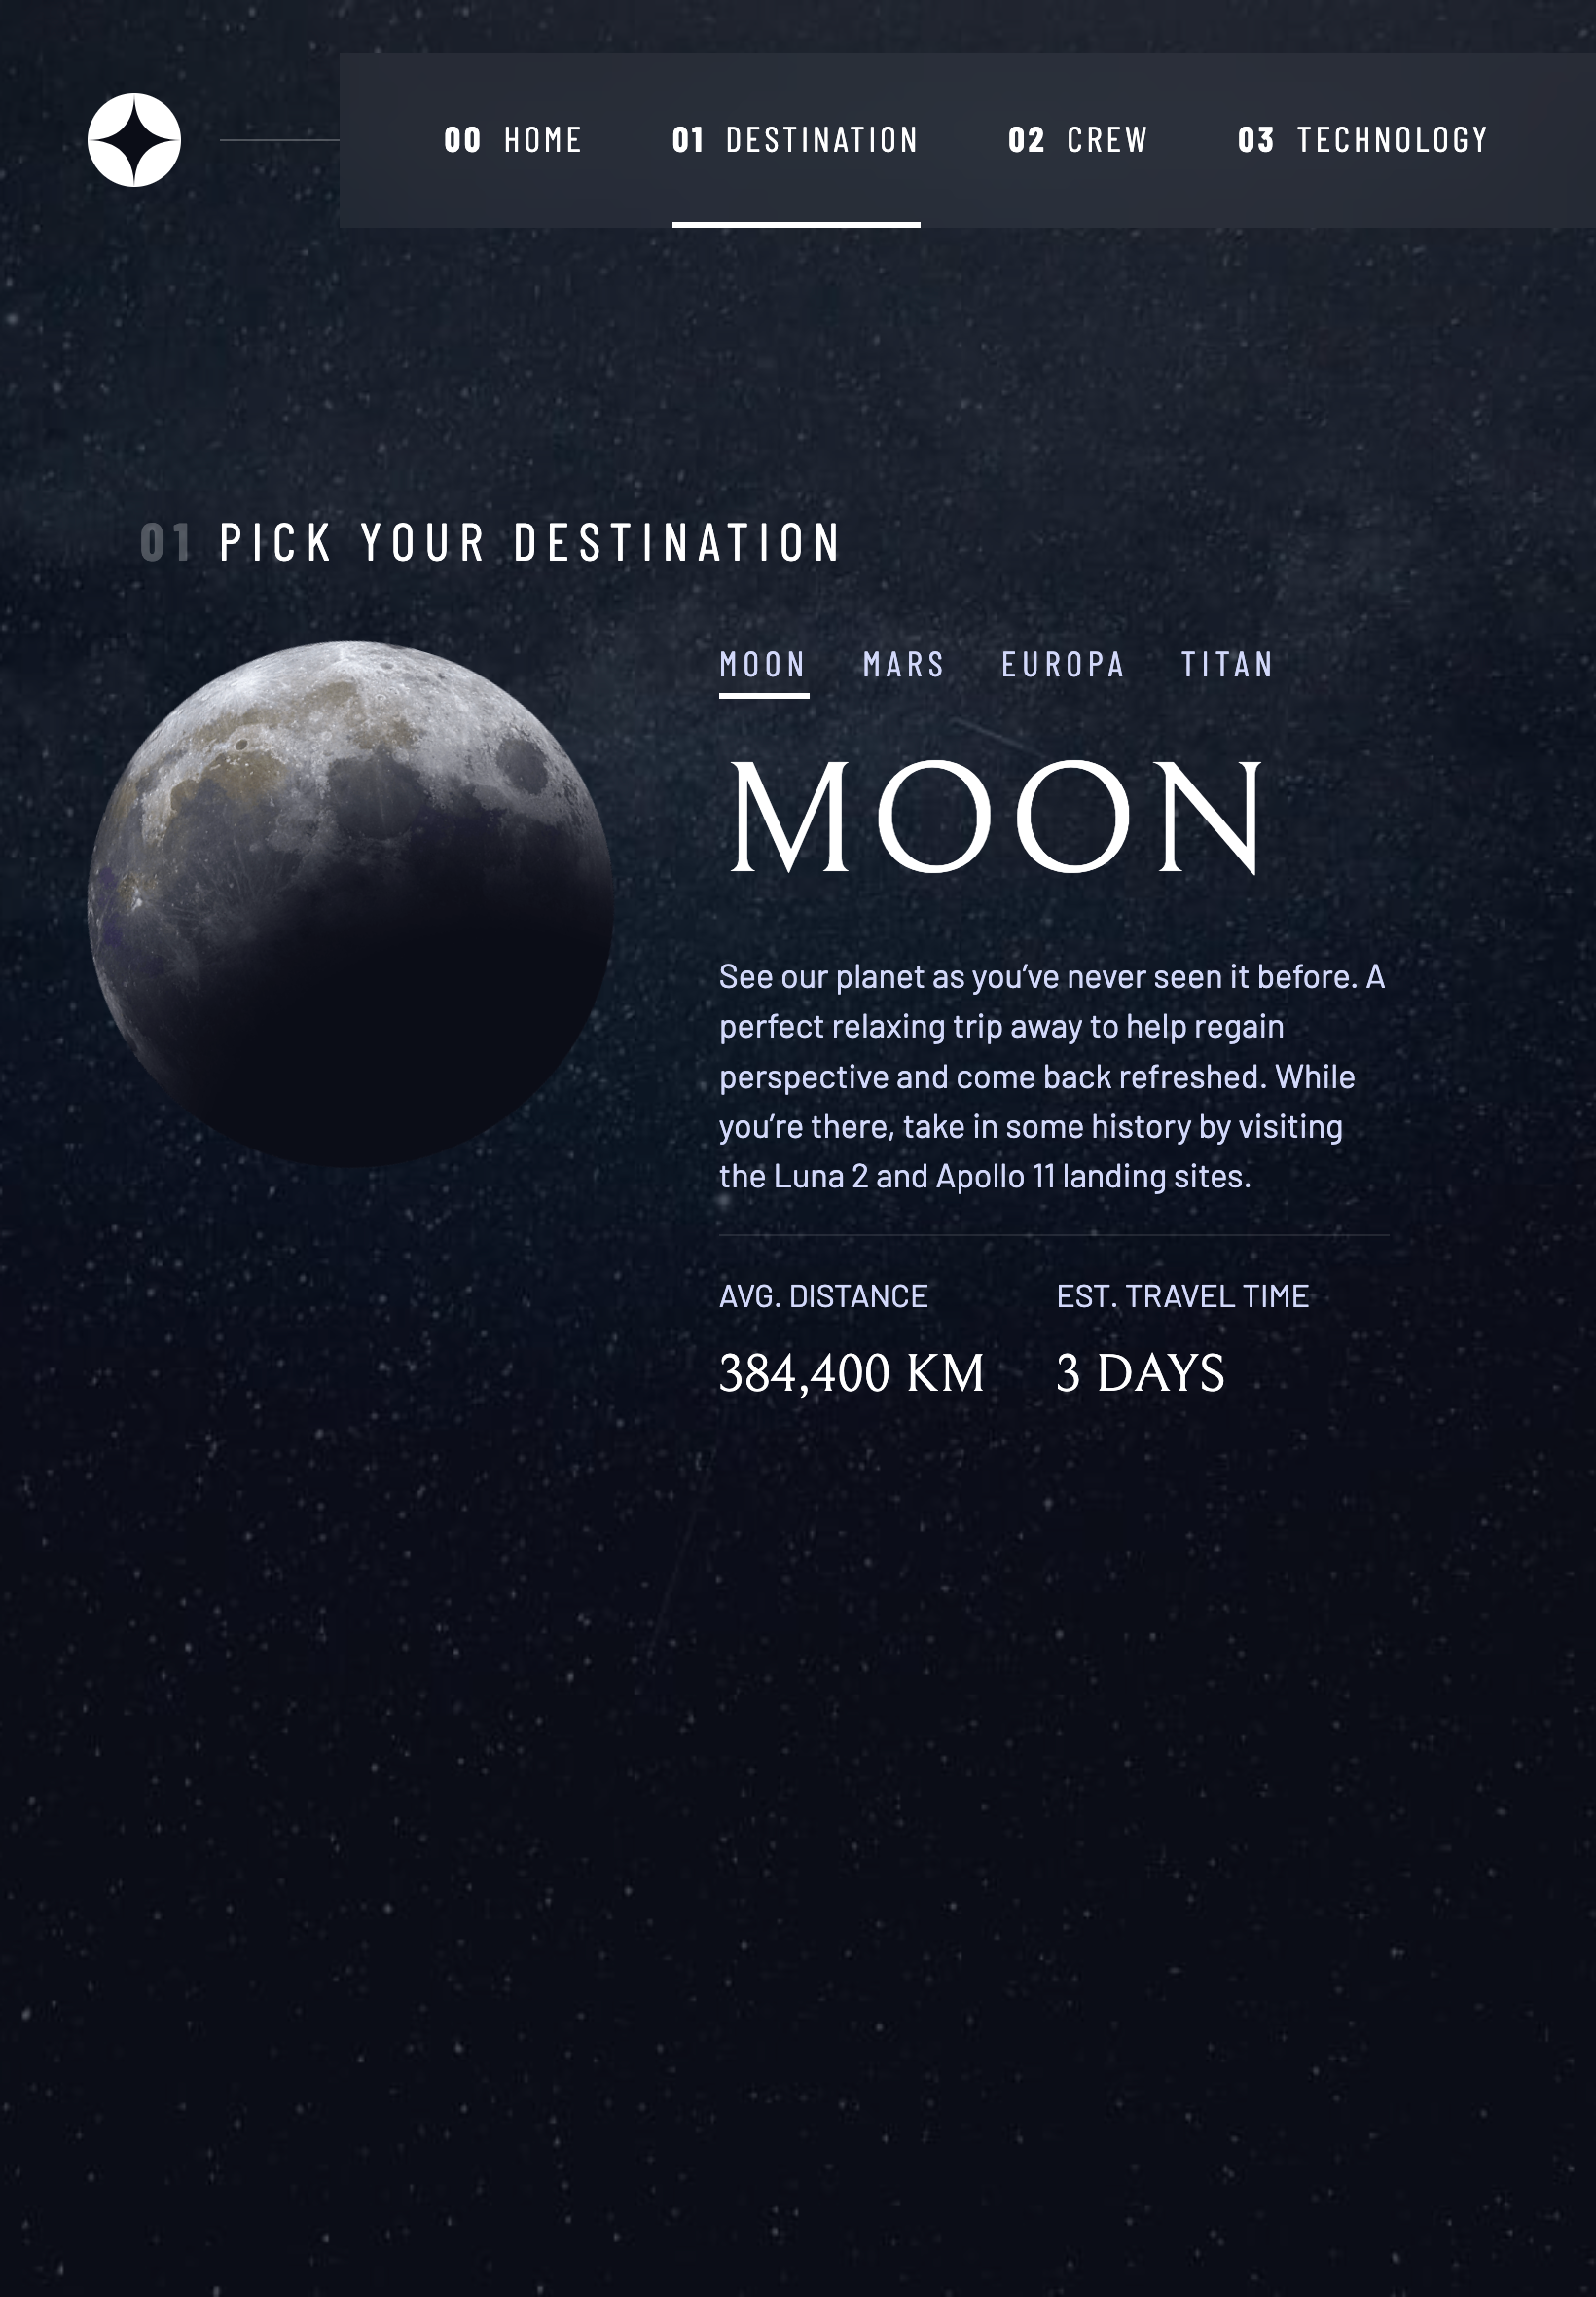 00 HOME 01 DESTINATION 02 CREW 03 TECHNOLOGY
01 PICK YOUR DESTINATION
MOON MARS EUROPA TITAN
MOON
See our planet as you’ve never seen it before. A
perfect relaxing trip away to help regain
perspective and come back refreshed. While
you’re there, take in some history by visiting
the Luna 2 and Apollo 11 landing sites.
AVG. DISTANCE EST. TRAVEL TIME
384,400 KM 3 DAYS